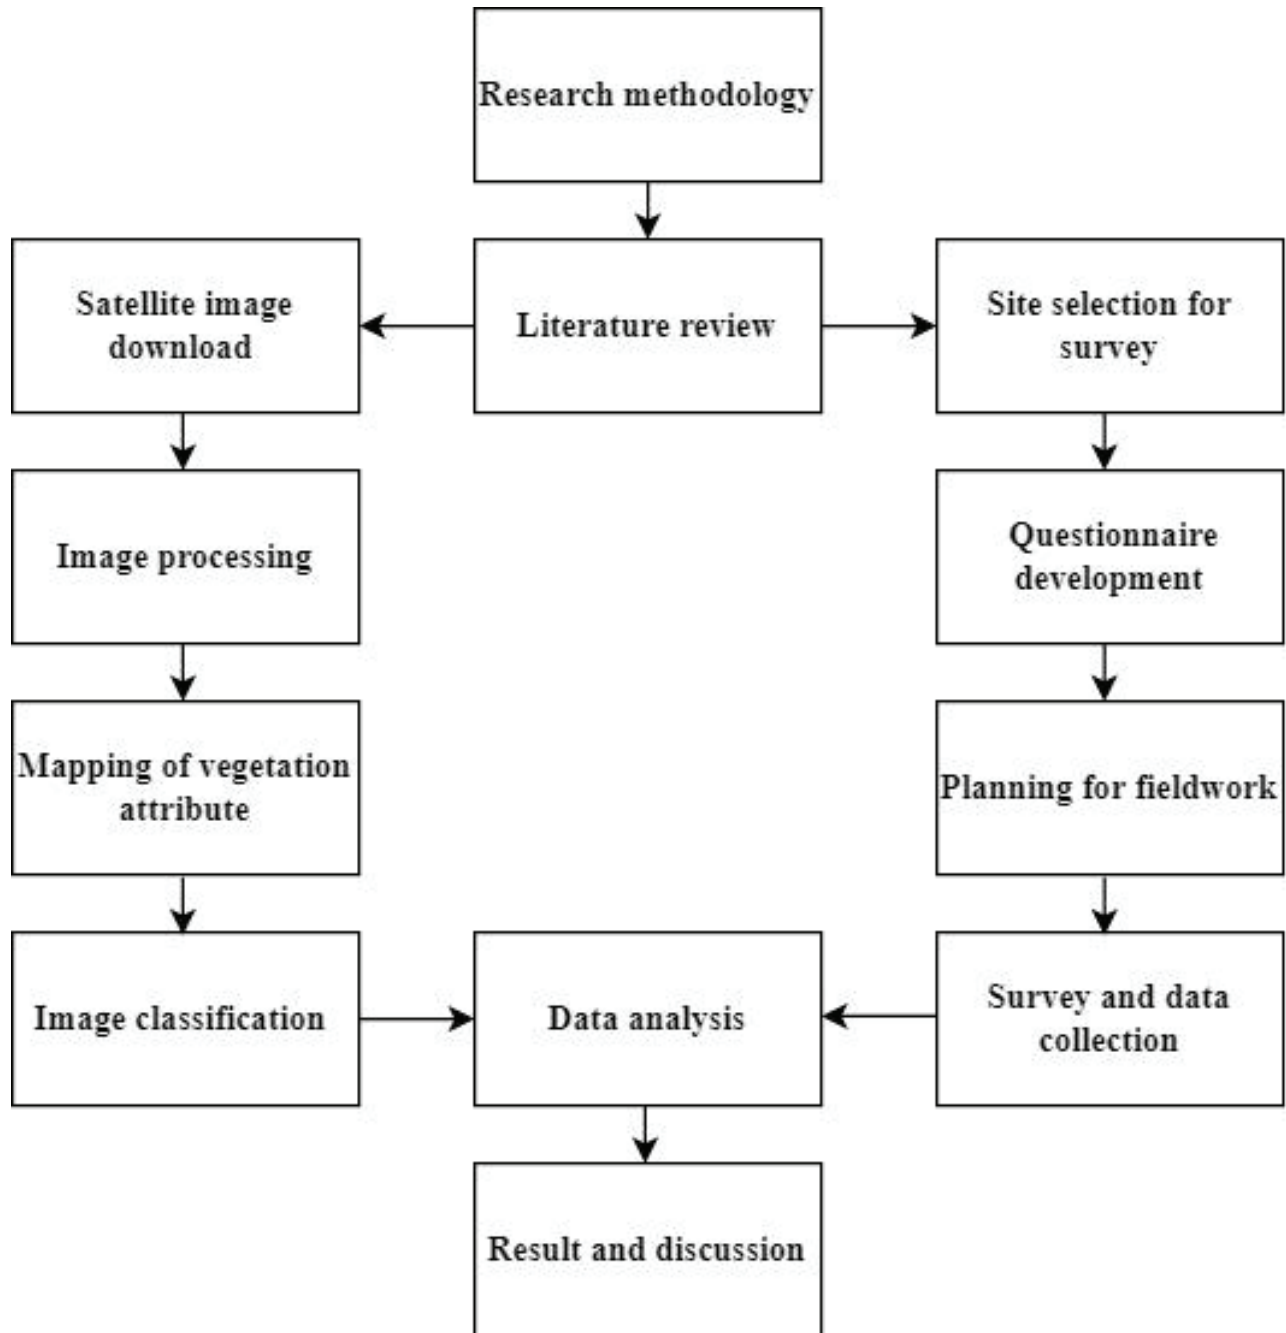 Research methodology
Satellite image
download
Literature review
Site selection for
survey
Image processing
Questionnaire
development
Mapping of vegetation
attribute
Planning for fieldwork
Image classification
Data analysis
Survey and data
collection
Result and discussion